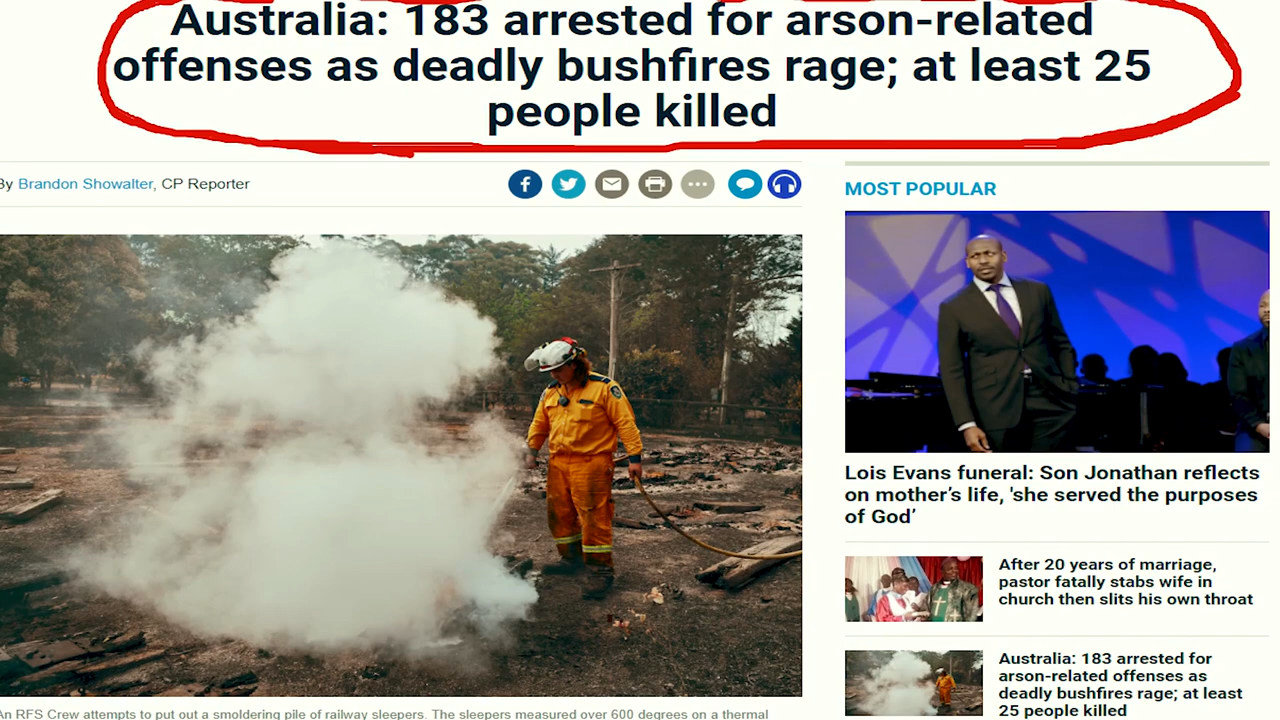 Australia: 183 arrested for arson-related
offenses as deadly bushfires rage; at least 25
people killed
By Brandon Showalter, CP Reporter
MOST POPULAR
Lois Evans funeral: Son Jonathan reflects
on mother's life, 'she served the purposes
of God'
After 20 years of marriage,
pastor fatally stabs wife in
church then slits his own throat
Australia: 183 arrested for
arson-related offenses as
deadly bushfires rage; at least
25 people killed
An RFS Crew attempts to put out a smoldering pile of railway sleepers. The sleepers measured over 600 degrees on a thermal